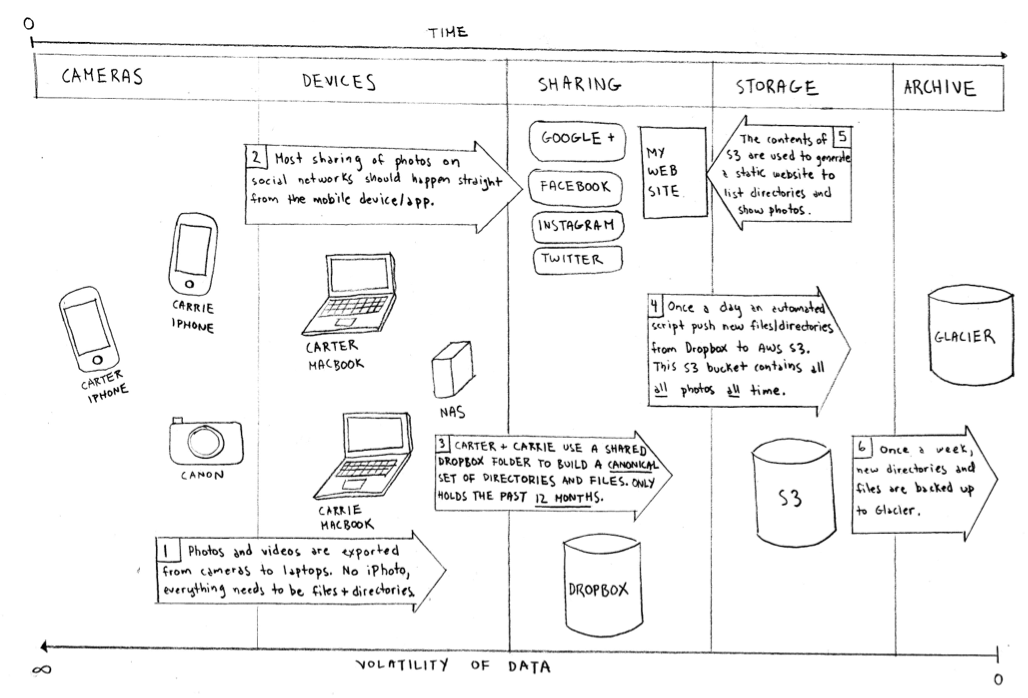 0
TIME
CAMERAS
DEVICES
SHARING
STORAGE
ARCHIVE
2 Most sharing of photos on
social networks should happen straight
from the mobile device/app.
GOOGLE +
FACEBOOK
INSTAGRAM
TWITTER
MY
WEB
SITE
The contents of 5
S3 are used to generate
a static website to
list directories and
show photos.
CARRIE
IPHONE
CARTER
IPHONE
CARTER
MACBOOK
NAS
4 Once a day an automated
script push new files/directories
from Dropbox to AWS S3.
This S3 bucket contains all
all photos all time.
GLACIER
CANON
CARRIE
MACBOOK
3 CARTER + CARRIE USE A SHARED
DROPBOX FOLDER TO BUILD A CANONICAL
SET OF DIRECTORIES AND FILES. ONLY
HOLDS THE PAST 12 MONTHS.
S3
6 Once a week,
new directories and
files are backed up
to Glacier.
1 Photos and videos are exported
from cameras to laptops. No iPhoto,
everything needs to be files + directories.
DROPBOX
∞
VOLATILITY OF DATA
0